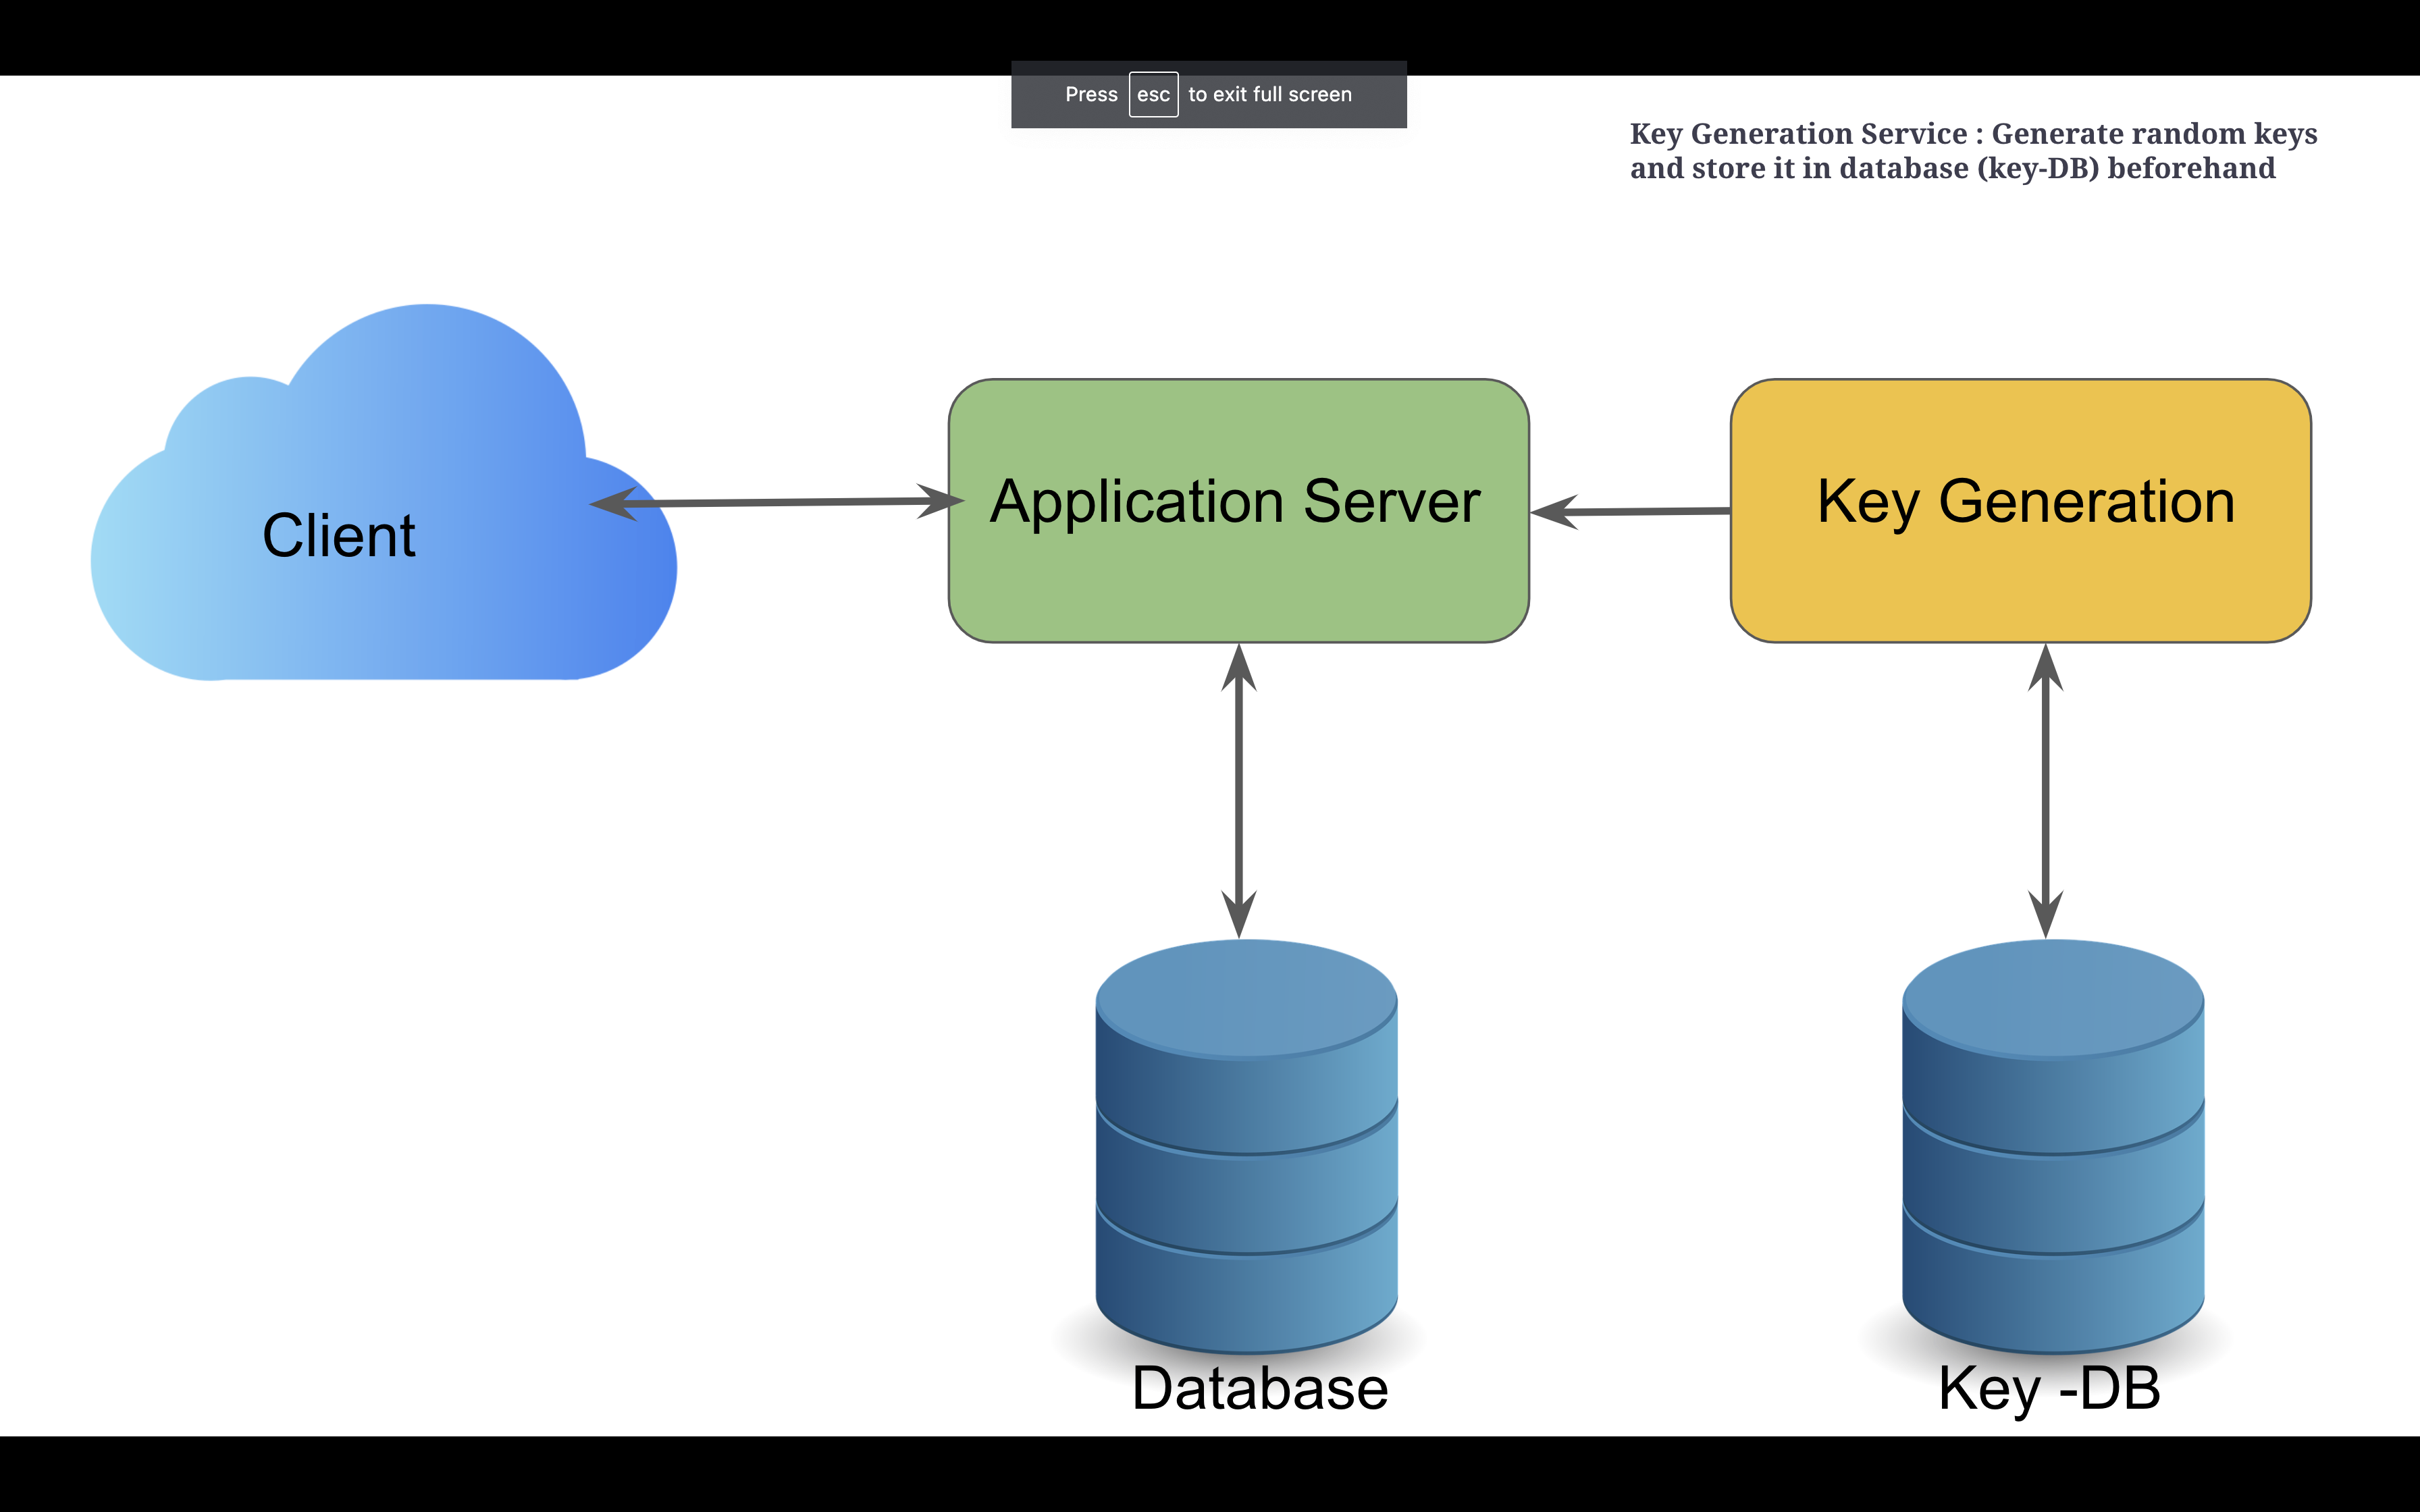 Press esc to exit full screen
Key Generation Service : Generate random keys
and store it in database (key-DB) beforehand
Client
Application Server
Key Generation
Database
Key -DB